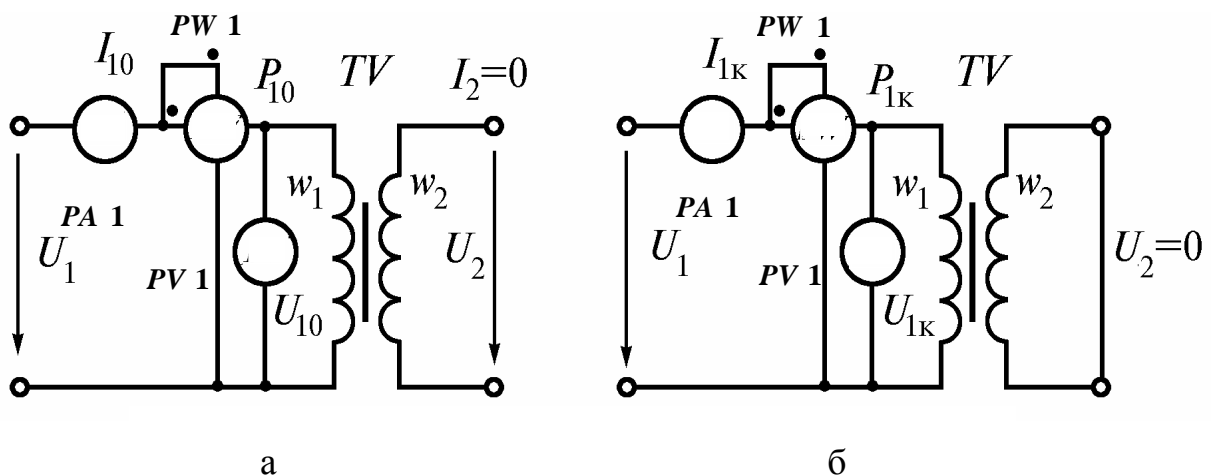 PW 1
I₁₀
P₁₀
TV
I₂=0
w₁
w₂
PA 1
U₁
PV 1
U₂
U₁₀
а
PW 1
I₁к
P₁к
TV
w₁
w₂
PA 1
U₁
PV 1
U₂=0
U₁к
б